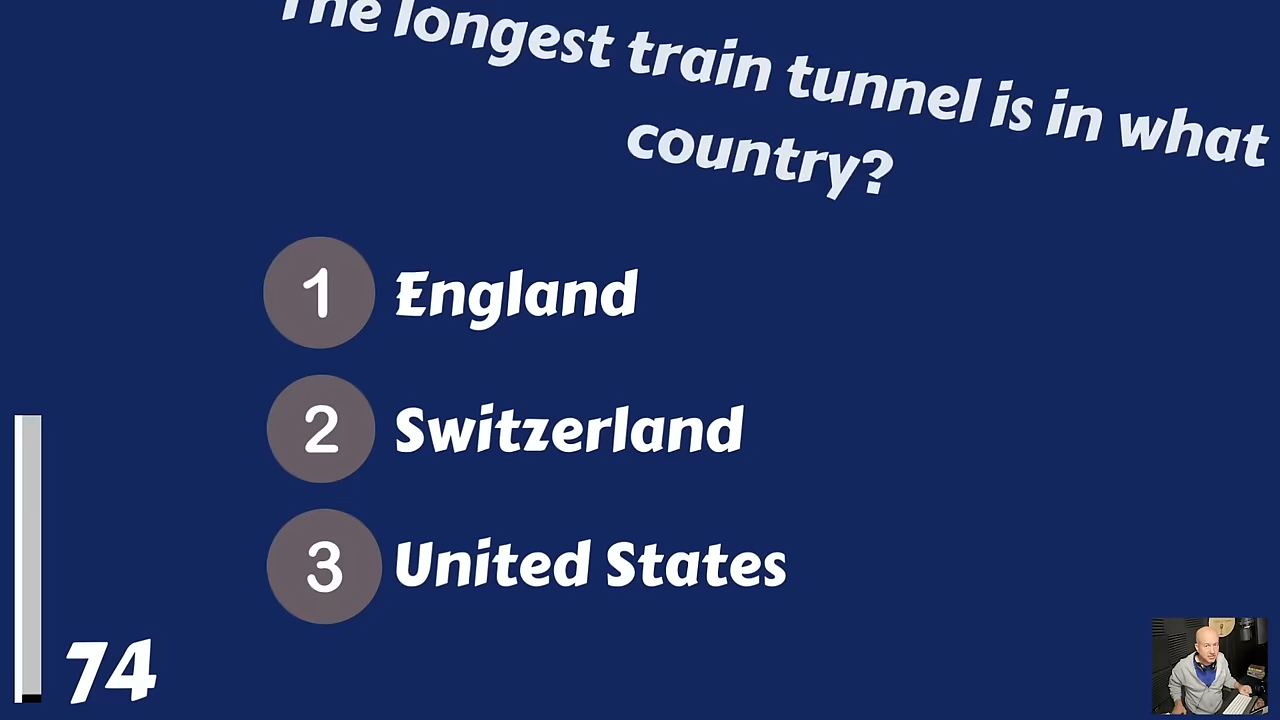 The longest train tunnel is in what
country?
1 England
2 Switzerland
3 United States
74